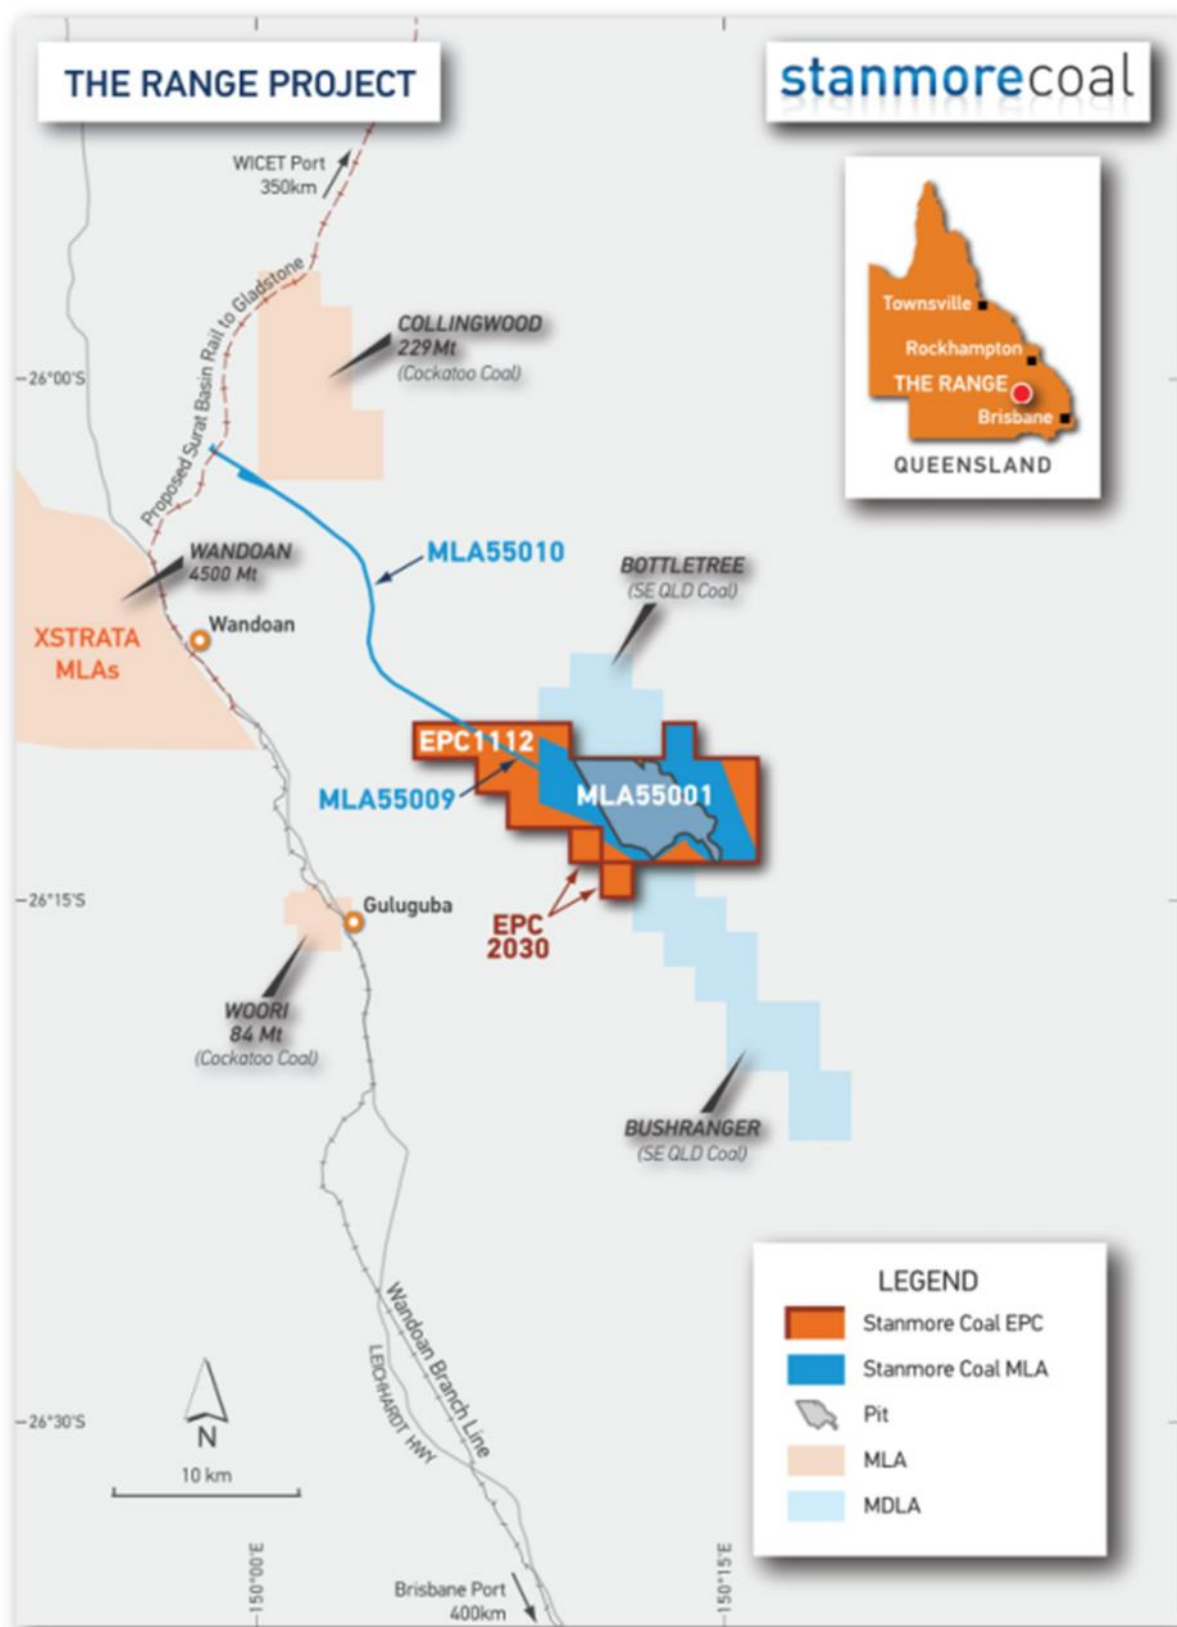 THE RANGE PROJECT
stanmorecoal
WICET Port
350km
Proposed Surat Basin Rail to Gladstone
COLLINGWOOD
229Mt
(Cockatoo Coal)
Townsville
Rockhampton
THE RANGE
Brisbane
QUEENSLAND
26°00'S
WANDOAN
4500 Mt
MLA55010
BOTTLETREE
(SE QLD Coal)
Wandoan
XSTRATA
MLAs
EPC1112
MLA55009
MLA55001
26°15'S
Guluguba
EPC
2030
WOORI
84 Mt
(Cockatoo Coal)
BUSHRANGER
(SE QLD Coal)
Wandoan Branch Line
LEICHHARDT HWY
26°30'S
N
10 km
LEGEND
Stanmore Coal EPC
Stanmore Coal MLA
Pit
MLA
MDLA
150°00'E
150°15'E
Brisbane Port
400km